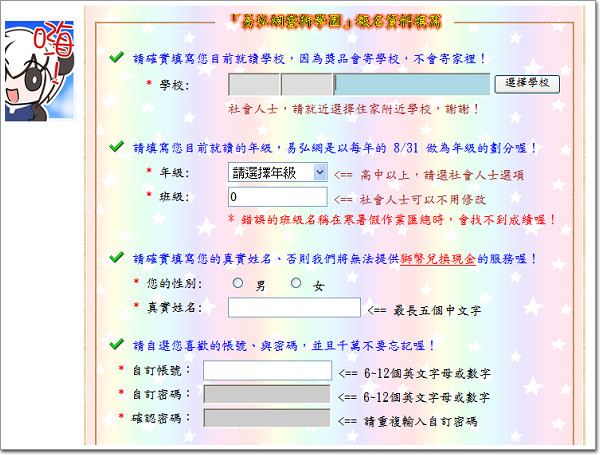 「易弘網當獅學園」報名資料填寫
嗨
請確實填寫您目前就讀學校，因為獎品會寄學校，不會寄家裡！
* 學校： 選擇學校
社會人士，請就近選擇住家附近學校，謝謝！
請填寫您目前就讀的年級，易弘網是以每年的 8/31 做為年級的劃分喔！
* 年級： 請選擇年級 <== 高中以上，請選社會人士選項
* 班級： 0 <== 社會人士可以不用修改
* 錯誤的班級名稱在寒暑假作業匯總時，會找不到成績喔！
請確實填寫您的真實姓名、否則我們將無法提供獅幣兌換現金的服務喔！
* 您的性別： 男 女
* 真實姓名： <== 最長五個中文字
請自選您喜歡的帳號、與密碼，並且千萬不要忘記喔！
* 自訂帳號： <== 6~12個英文字母或數字
* 自訂密碼： <== 6~12個英文字母或數字
* 確認密碼： <== 請重複輸入自訂密碼